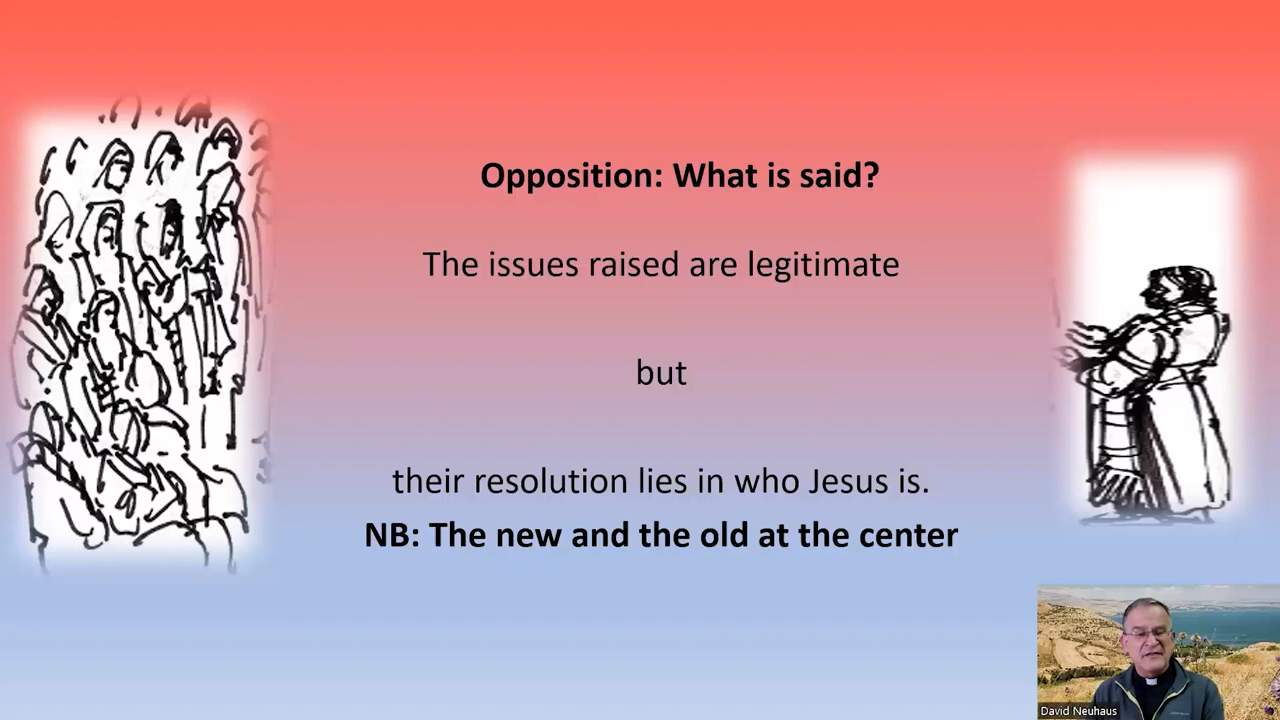 Opposition: What is said?
The issues raised are legitimate
but
their resolution lies in who Jesus is.
NB: The new and the old at the center
David Neuhaus